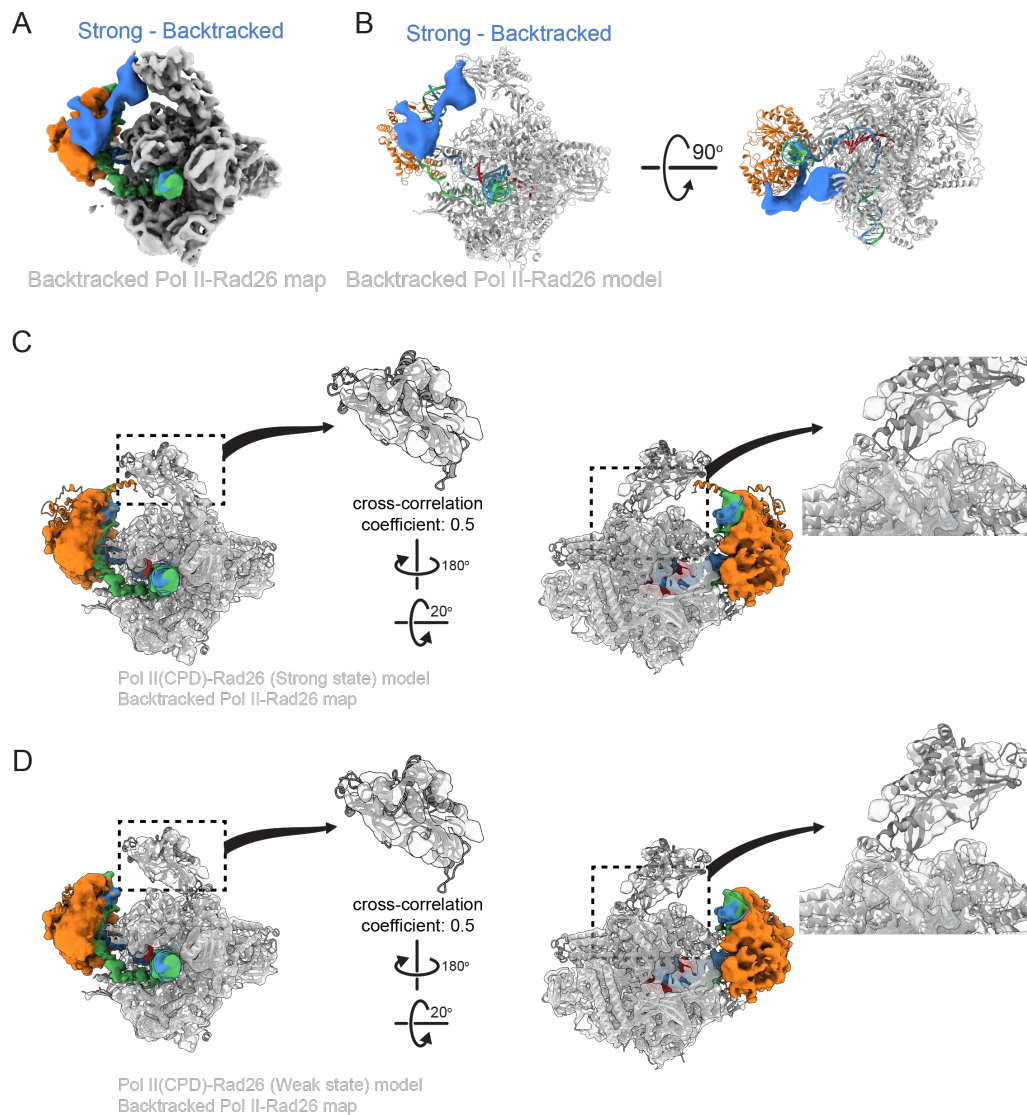 A
Strong - Backtracked
Backtracked Pol II-Rad26 map
B
Strong - Backtracked
90°
Backtracked Pol II-Rad26 model
C
cross-correlation
coefficient: 0.5
180°
20°
Pol II(CPD)-Rad26 (Strong state) model
Backtracked Pol II-Rad26 map
D
cross-correlation
coefficient: 0.5
180°
20°
Pol II(CPD)-Rad26 (Weak state) model
Backtracked Pol II-Rad26 map